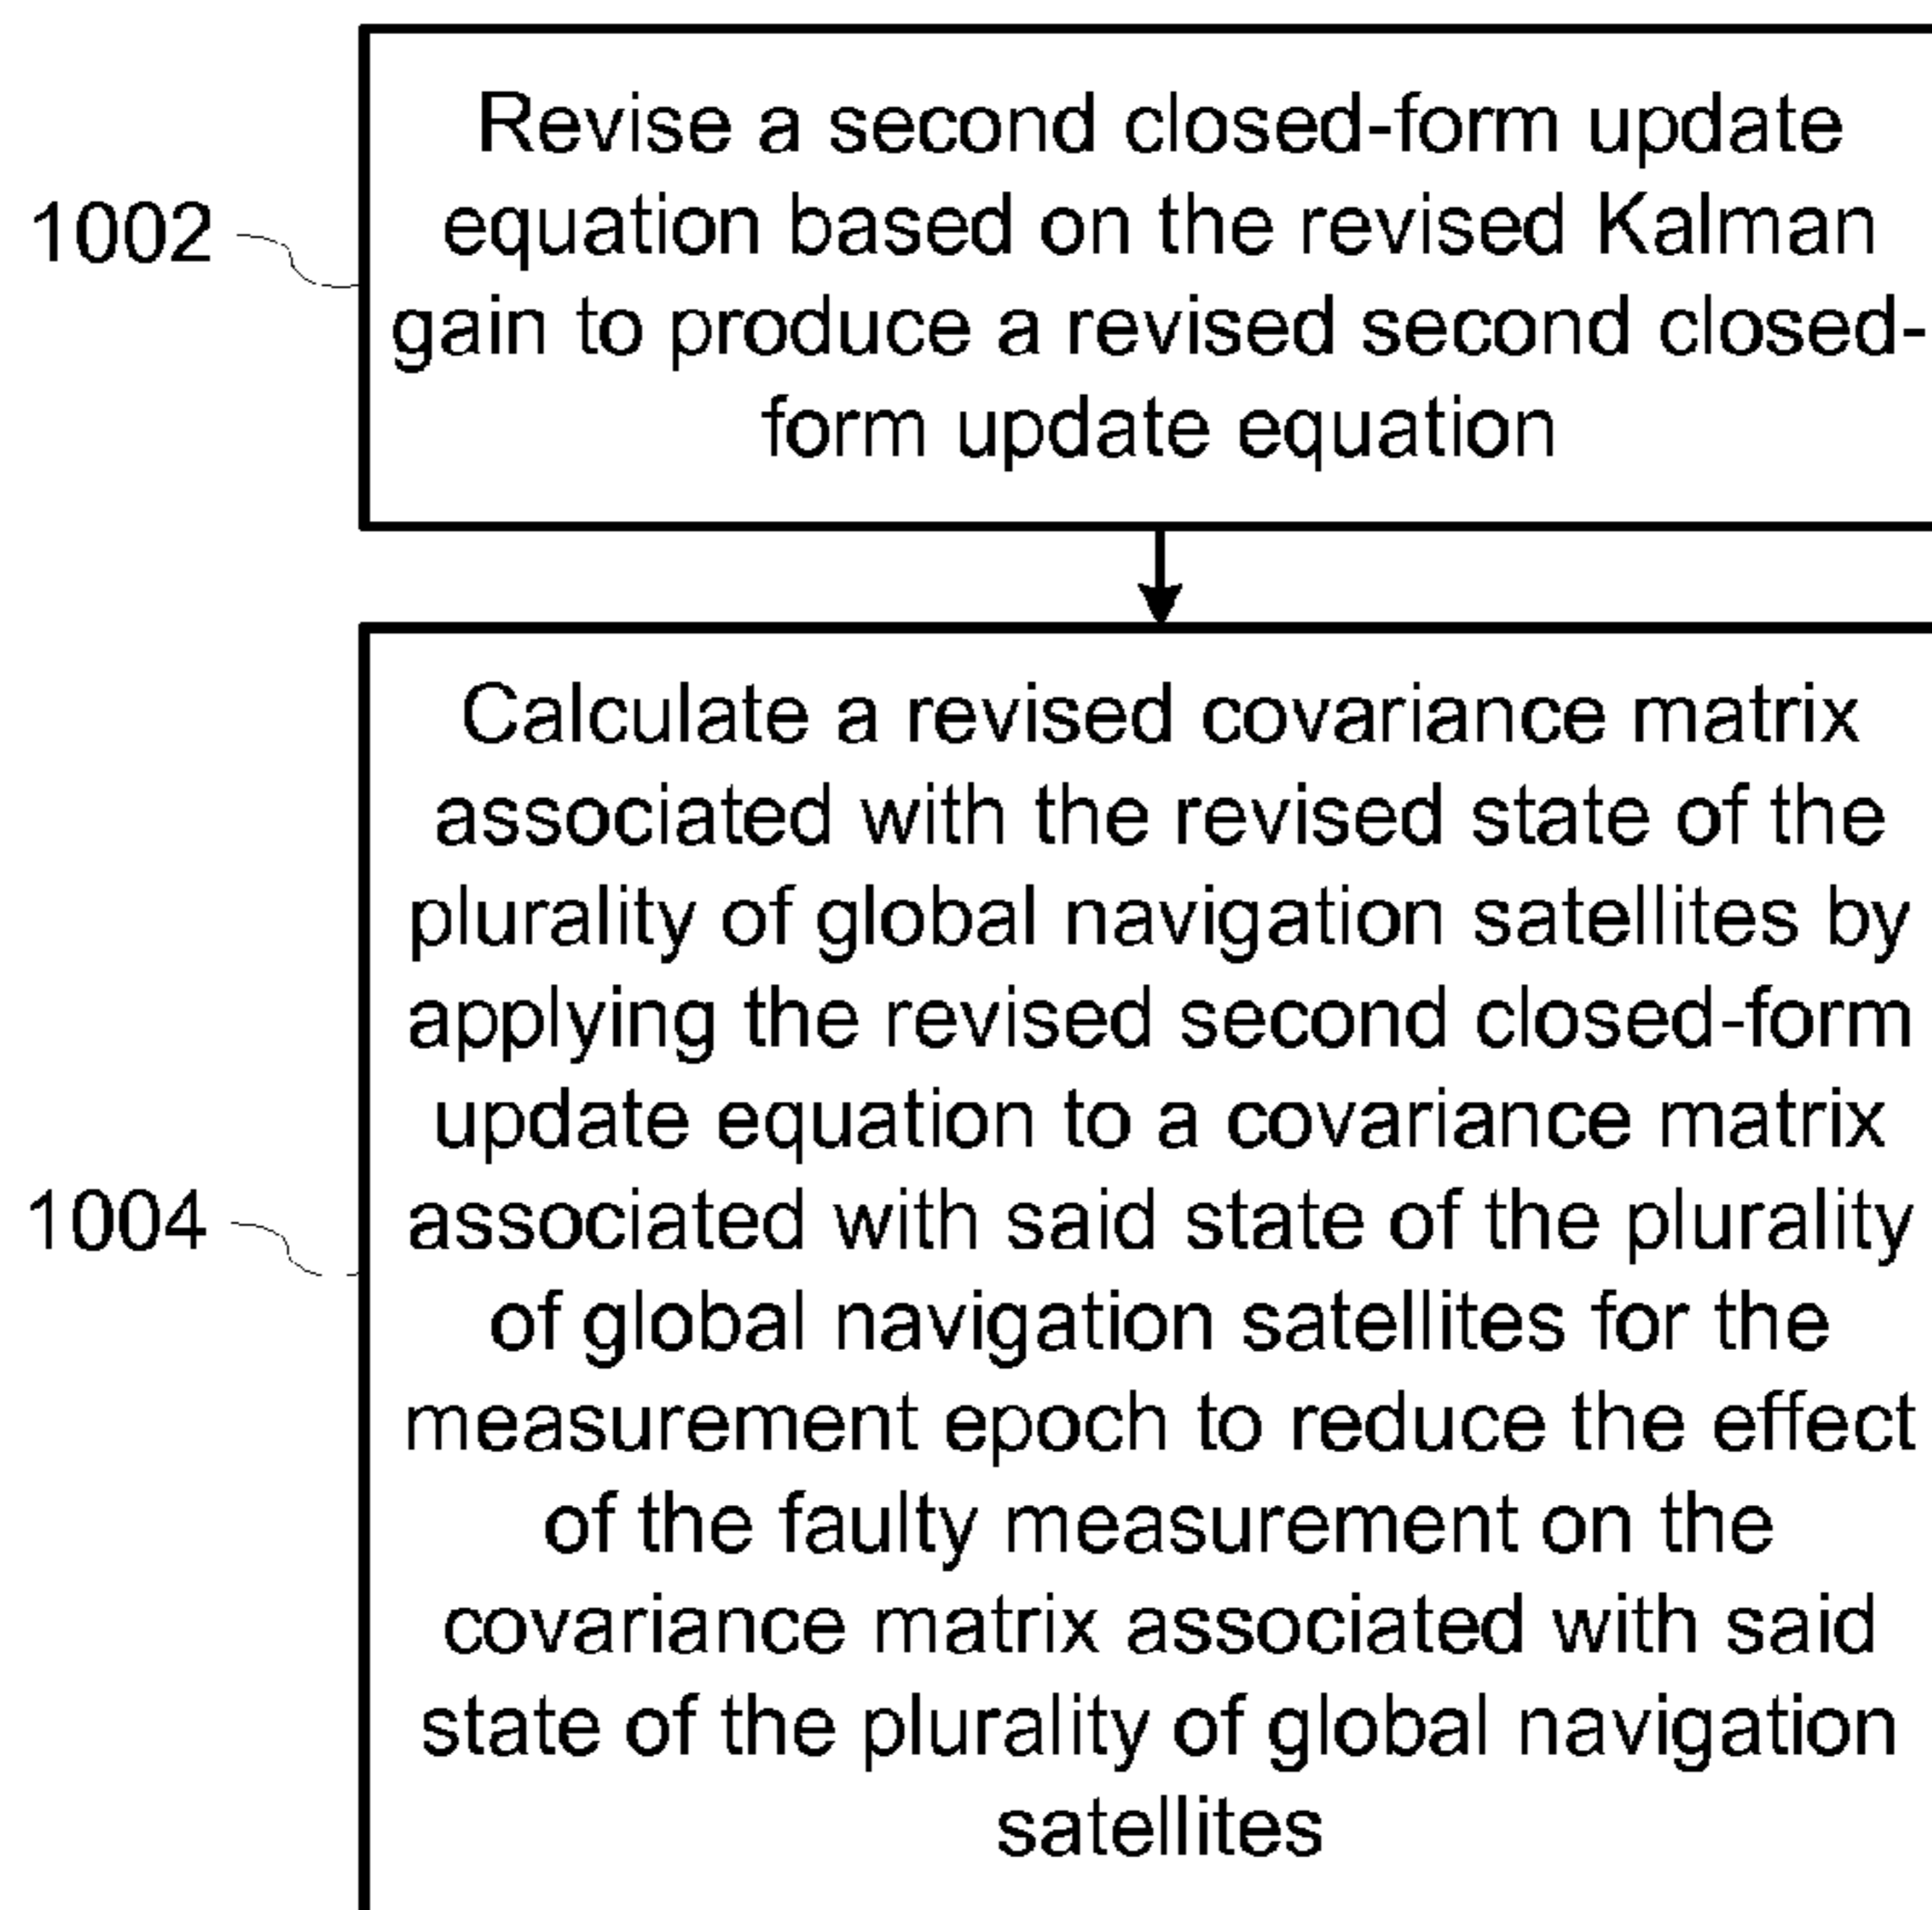 Revise a second closed-form update
equation based on the revised Kalman
1002
gain to produce a revised second closed-
form update equation
Calculate a revised covariance matrix
associated with the revised state of the
plurality of global navigation satellites by
applying the revised second closed-form
update equation to a covariance matrix
1004
associated with said state of the plurality
of global navigation satellites for the
measurement epoch to reduce the effect
of the faulty measurement on the
covariance matrix associated with said
state of the plurality of global navigation
satellites